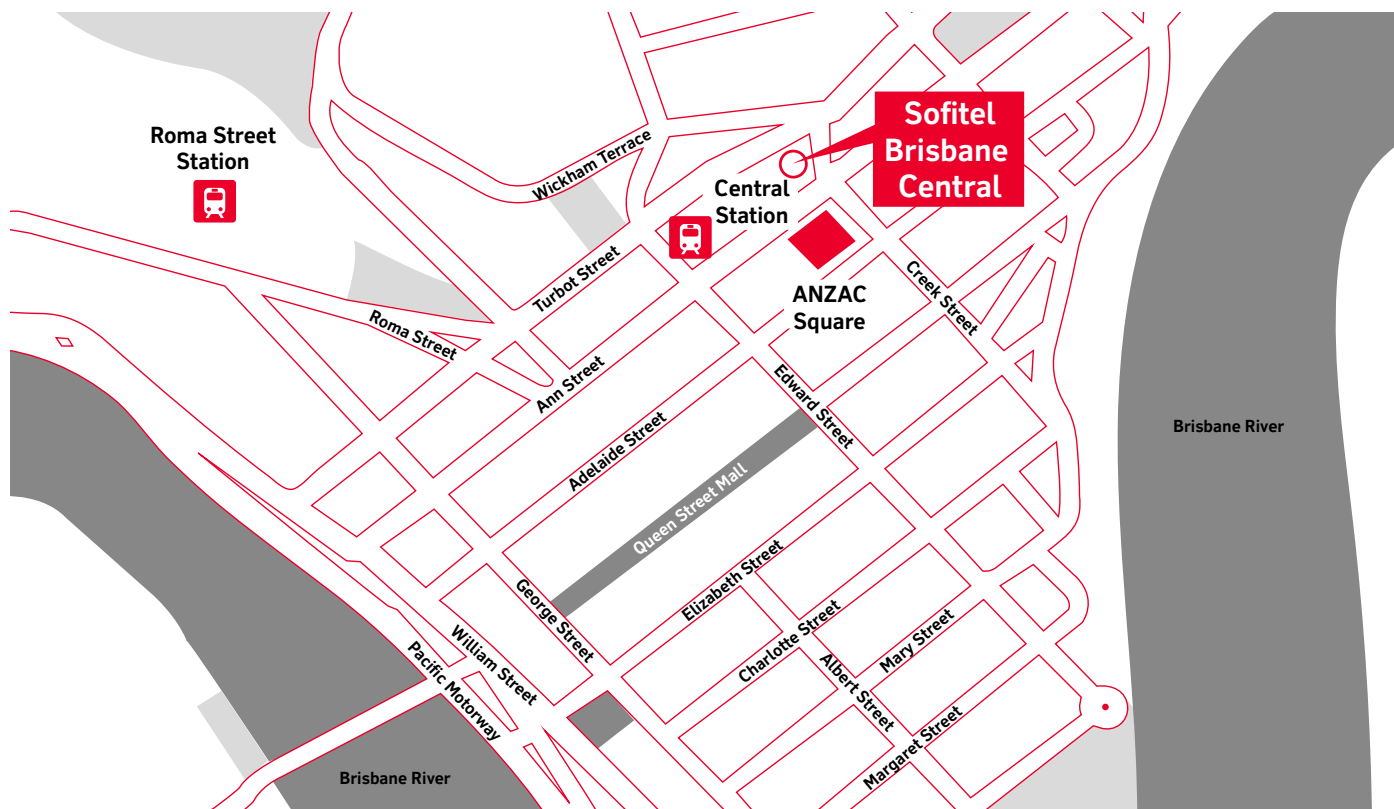 Sofitel
Brisbane
Central
Roma Street
Station
Wickham Terrace
Central
Station
Turbot Street
Creek Street
ANZAC
Square
Roma Street
Ann Street
Edward Street
Adelaide Street
Brisbane River
Queen Street Mall
Elizabeth Street
George Street
Charlotte Street
Mary Street
William Street
Pacific Motorway
Albert Street
Margaret Street
Brisbane River